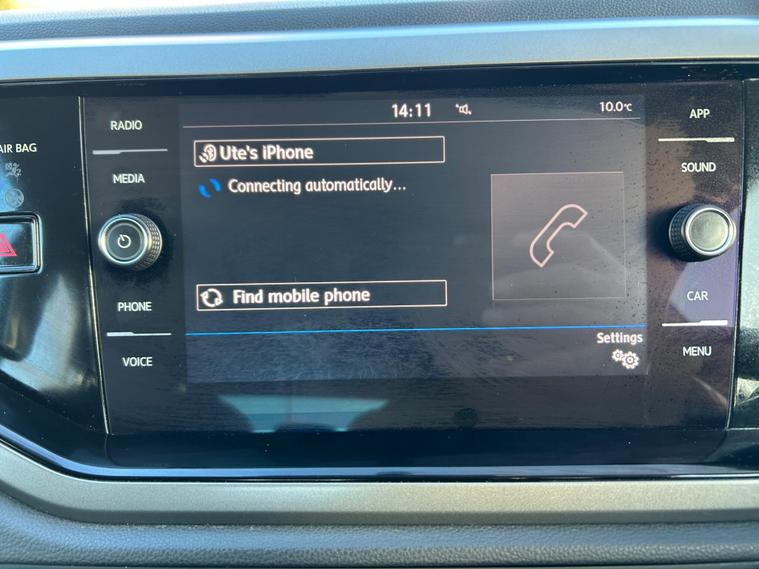 14:11
10.0°C
RADIO
APP
AIR BAG
Ute's iPhone
MEDIA
Connecting automatically...
SOUND
PHONE
Find mobile phone
CAR
VOICE
Settings
MENU